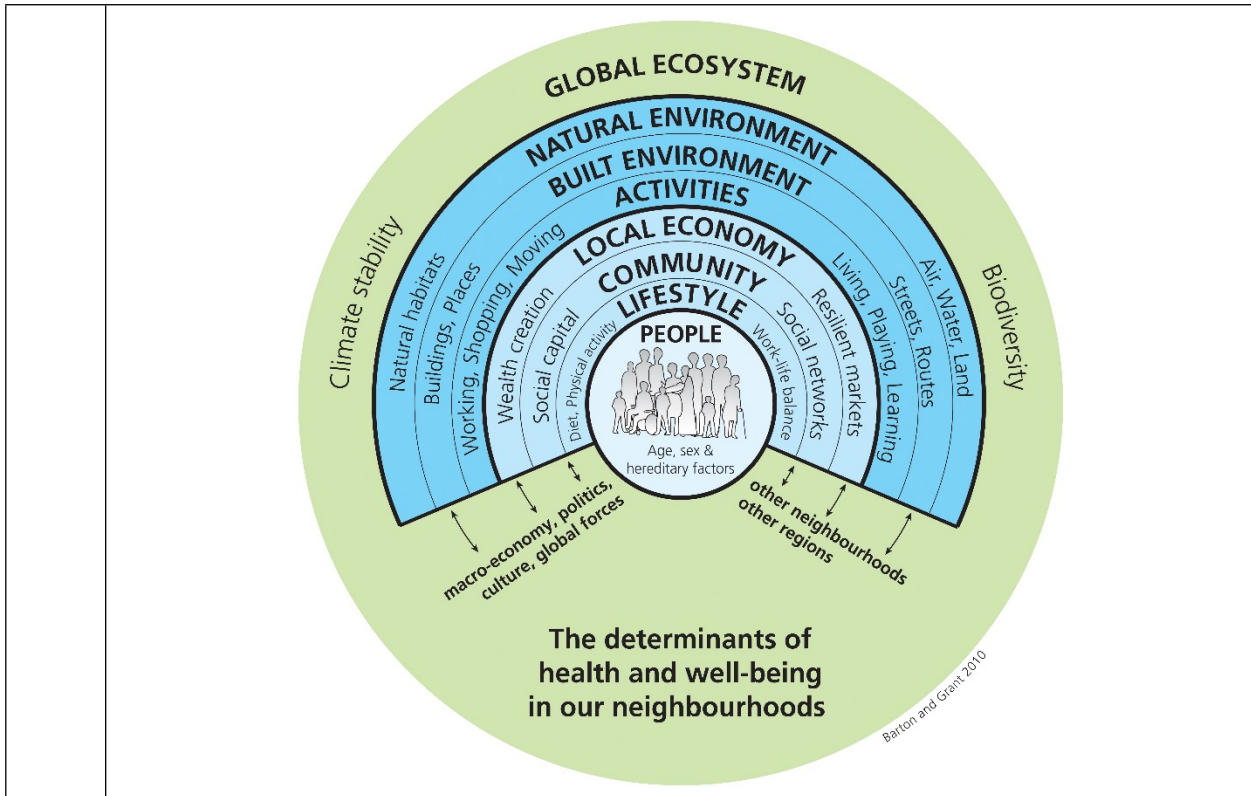 GLOBAL ECOSYSTEM
NATURAL ENVIRONMENT
BUILT ENVIRONMENT
ACTIVITIES
LOCAL ECONOMY
COMMUNITY
LIFESTYLE
PEOPLE
Age, sex &
hereditary factors
Climate stability
Natural habitats
Buildings, Places
Working, Shopping, Moving
Wealth creation
Social capital
Diet, Physical activity
Work-life balance
Social networks
Resilient markets
Living, Playing, Learning
Streets, Routes
Air, Water, Land
Biodiversity
macro-economy, politics,
culture, global forces
other neighbourhoods
other regions
The determinants of
health and well-being
in our neighbourhoods
Barton and Grant 2010